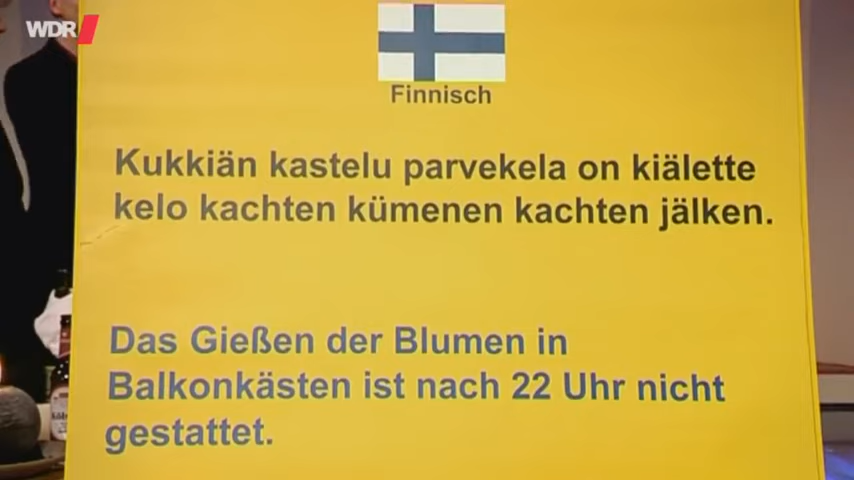 WDR
Finnisch
Kukkiän kastelu parvekela on kiälette
kelo kachten kümenen kachten jälken.
Das Gießen der Blumen in
Balkonkästen ist nach 22 Uhr nicht
gestattet.